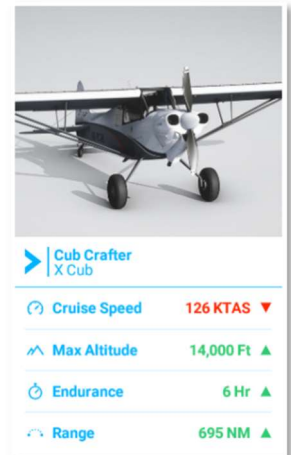 Cub Crafter
X Cub
Cruise Speed 126 KTAS ▼
Max Altitude 14,000 Ft ▲
Endurance 6 Hr ▲
Range 695 NM ▲